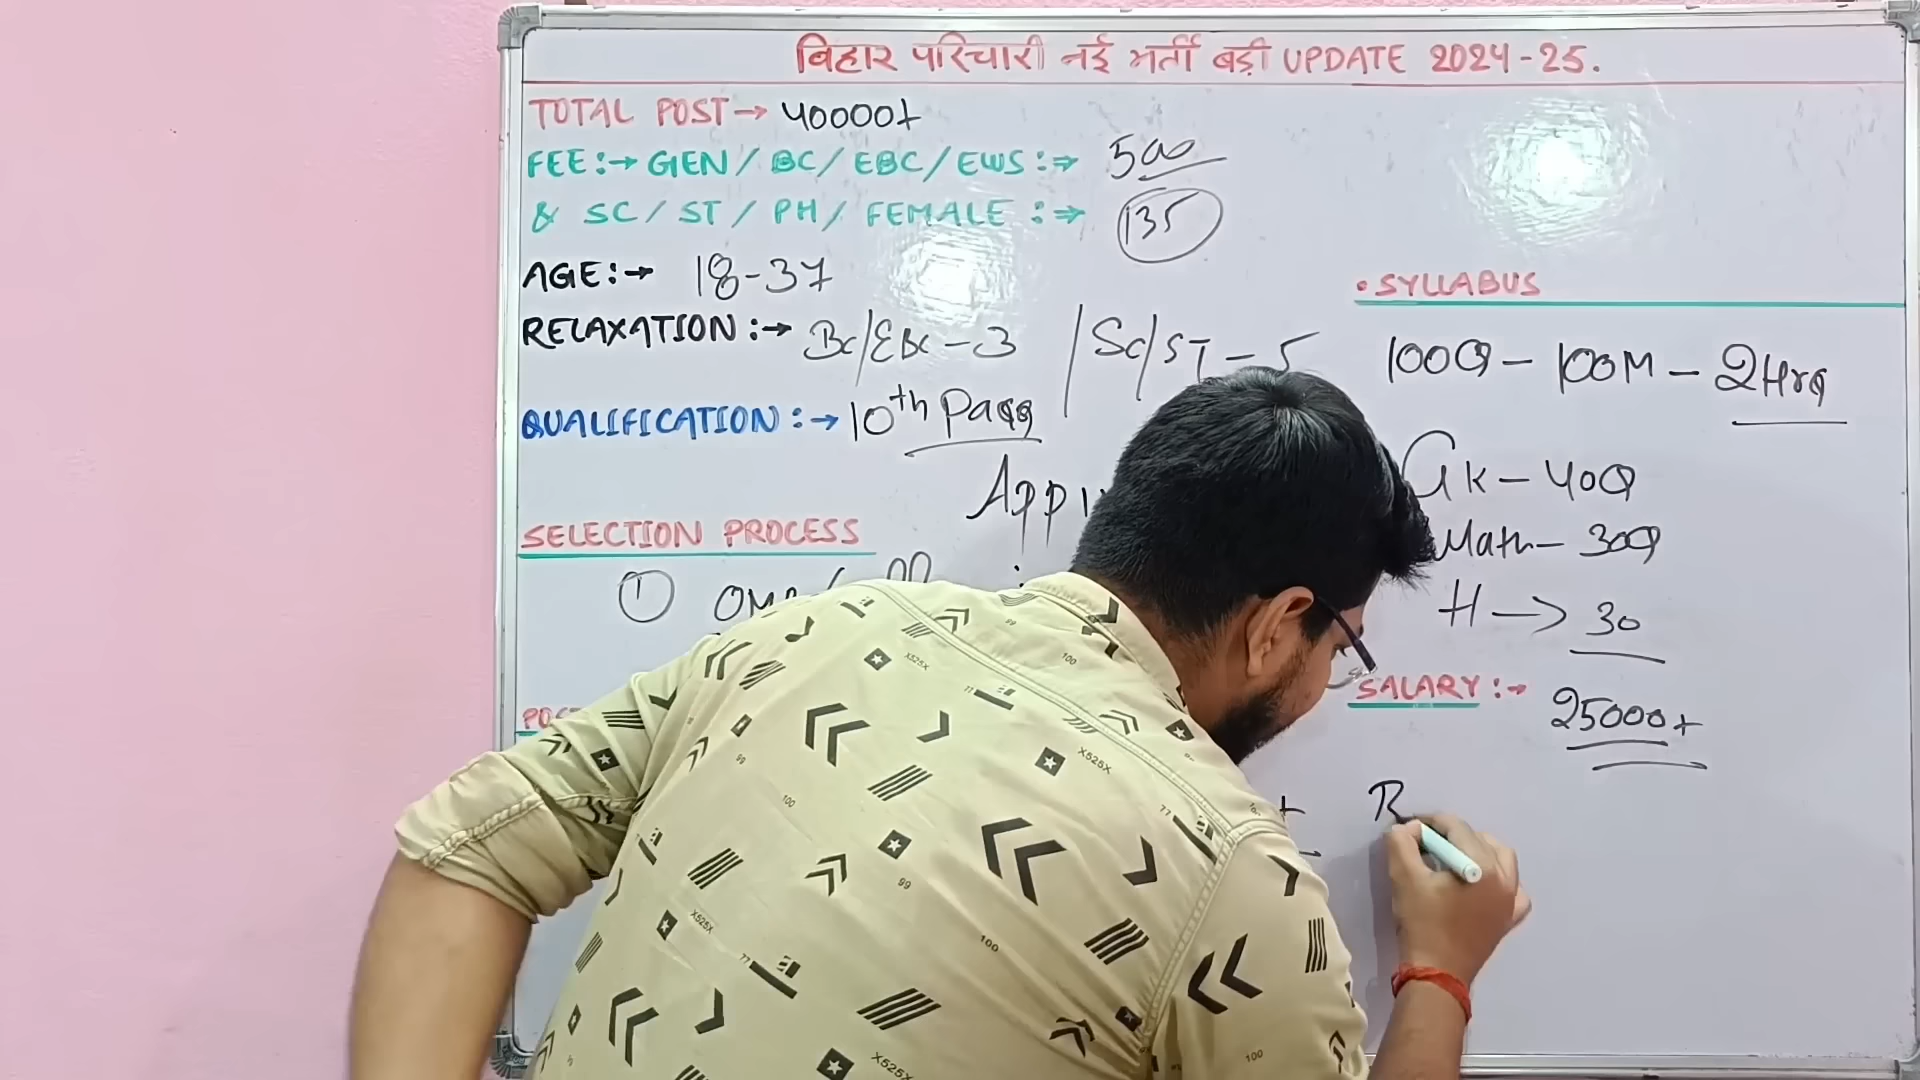 बिहार परिचारी नई भर्ती बड़ी UPDATE 2024-25.
TOTAL POST→ 40000+
FEE:→ GEN/ BC/ EBC/ EWS:⇒ 500
& SC/ ST/ PH/ FEMALE:⇒ 135
AGE:→ 18-37
RELAXATION:→ BC/EBC-3 / SC/ST-5
QUALIFICATION:→ 10th Pass
SELECTION PROCESS
①
• SYLLABUS
100Q- 100M- 2Hrs
GK- 40Q
Math- 30Q
H→ 30
SALARY:→ 25000+